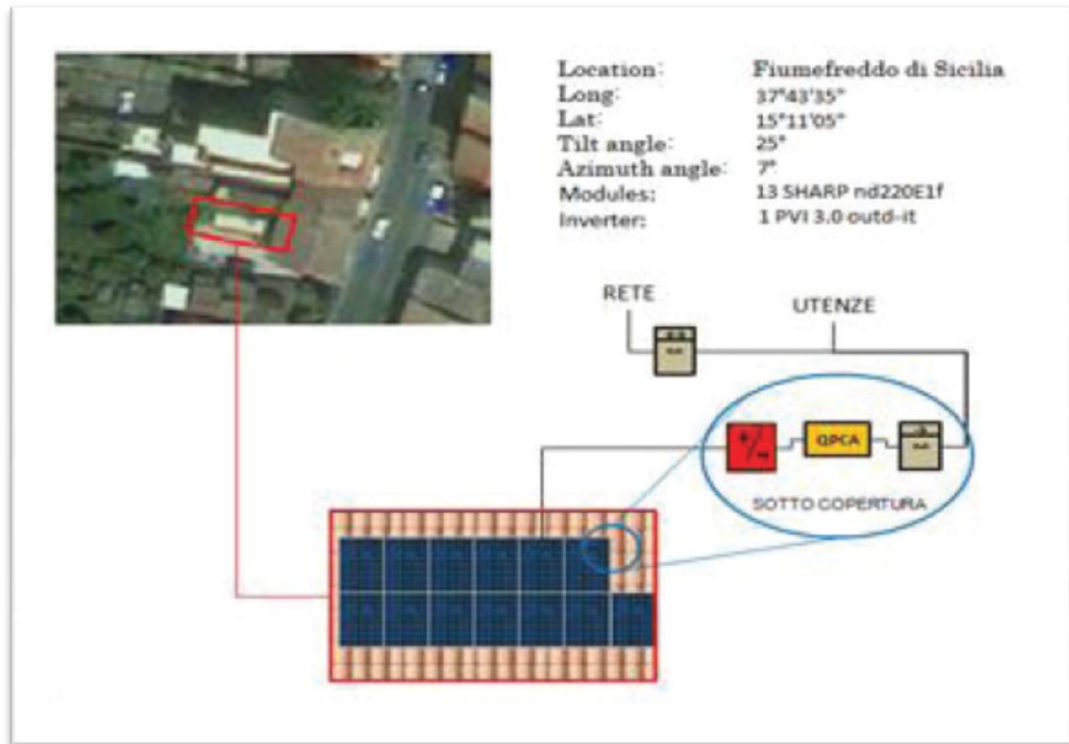 Location: Fiumefreddo di Sicilia
Long: 37°43'35"
Lat: 15°11'05"
Tilt angle: 25°
Azimuth angle: 7°
Modules: 13 SHARP nd220E1f
Inverter: 1 PVI 3.0 outd-it
RETE
UTENZE
QPCA
SOTTO COPERTURA